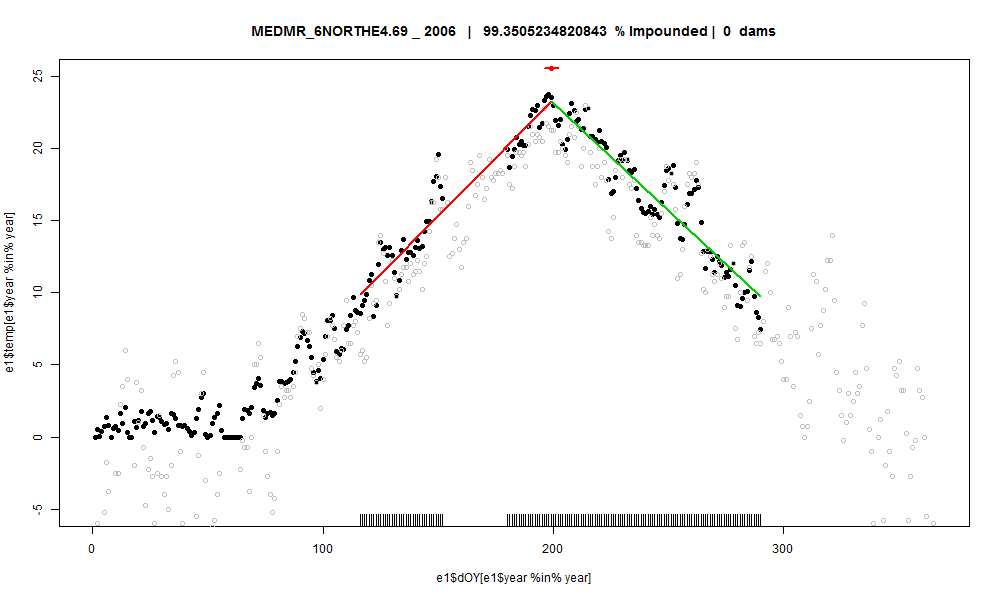 MEDMR_6NORTHE4.69 _ 2006 | 99.3505234820843 % Impounded | 0 dams
25
20
15
10
5
0
-5
e1$temp[e1$year %in% year]
0 100 200 300
e1$dOY[e1$year %in% year]